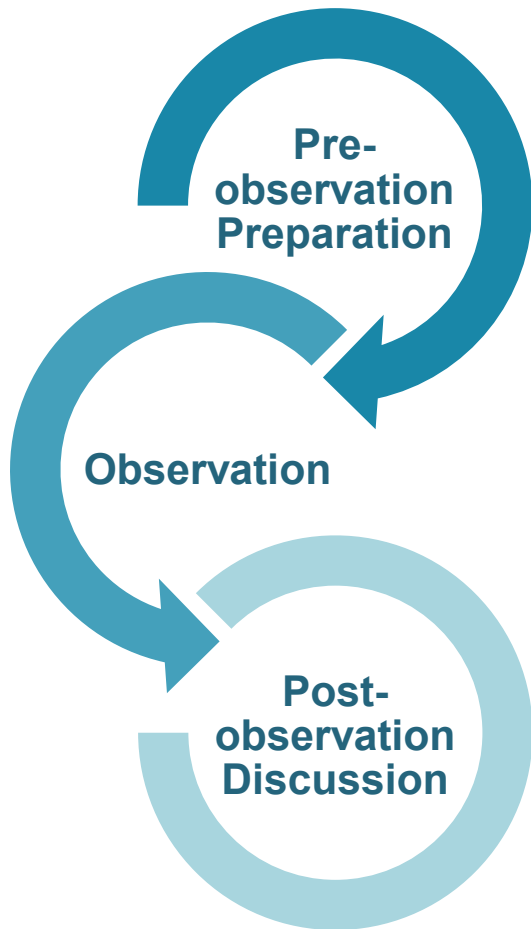 Pre-
observation
Preparation
Observation
Post-
observation
Discussion